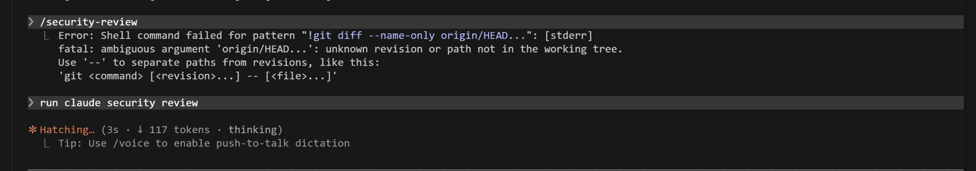 ❯ /security-review
⎿ Error: Shell command failed for pattern "!git diff --name-only origin/HEAD...": [stderr]
fatal: ambiguous argument 'origin/HEAD...': unknown revision or path not in the working tree.
Use '--' to separate paths from revisions, like this:
'git <command> [<revision>...] -- [<file>...]'
❯ run claude security review
✻ Hatching… (3s · ↓ 117 tokens · thinking)
⎿ Tip: Use /voice to enable push-to-talk dictation